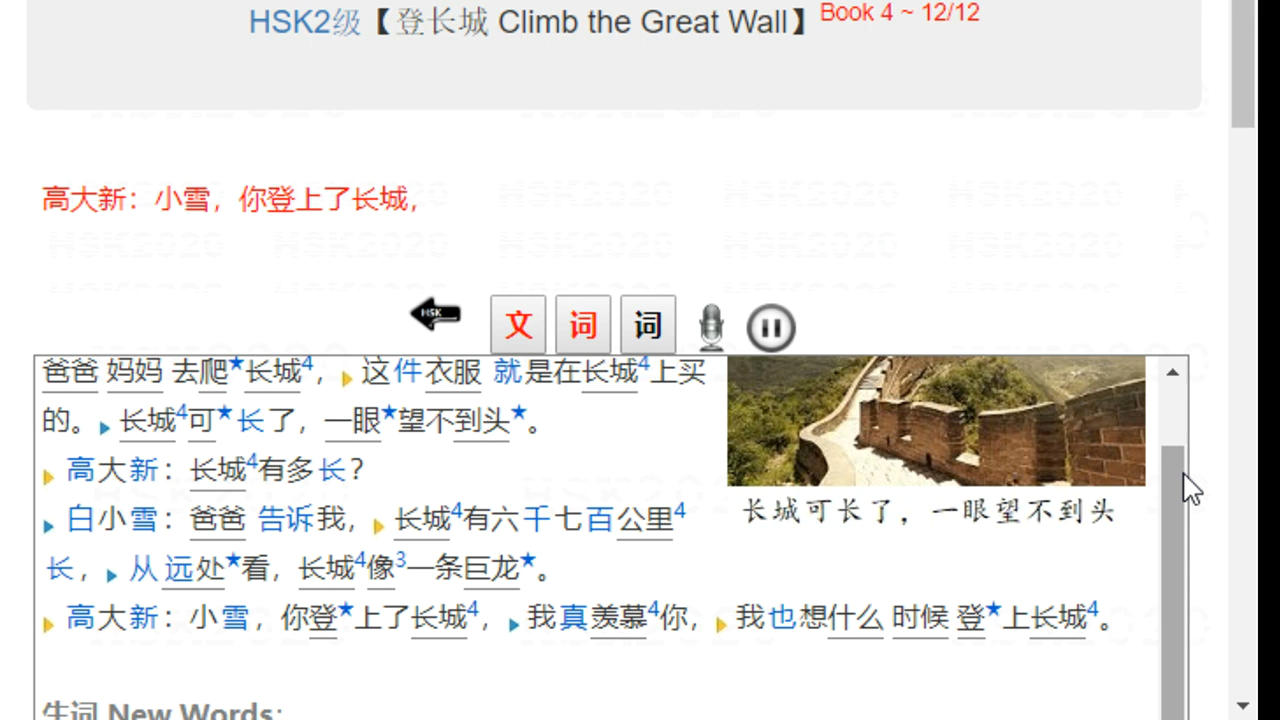 HSK2级【登长城 Climb the Great Wall】 Book 4 ~ 12/12
高大新：小雪，你登上了长城，
HSK 文 词 词
爸爸 妈妈 去爬★长城4，这件衣服 就是在长城4上买
的。长城4可★长了，一眼★望不到头★。
高大新：长城4有多长？
白小雪：爸爸 告诉我，长城4有六千七百公里4
长，从 远处★看，长城4像3一条巨龙★。
高大新：小雪，你登★上了长城4，我真羡慕4你，我也想什么 时候 登★上长城4。
长城可长了，一眼望不到头
生词 New Words: